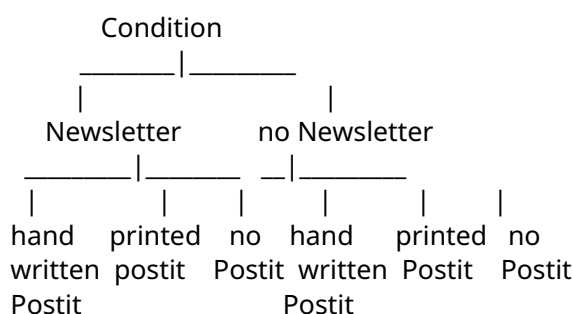 Condition
Newsletter no Newsletter
hand printed no hand printed no
written postit Postit written Postit Postit
Postit Postit